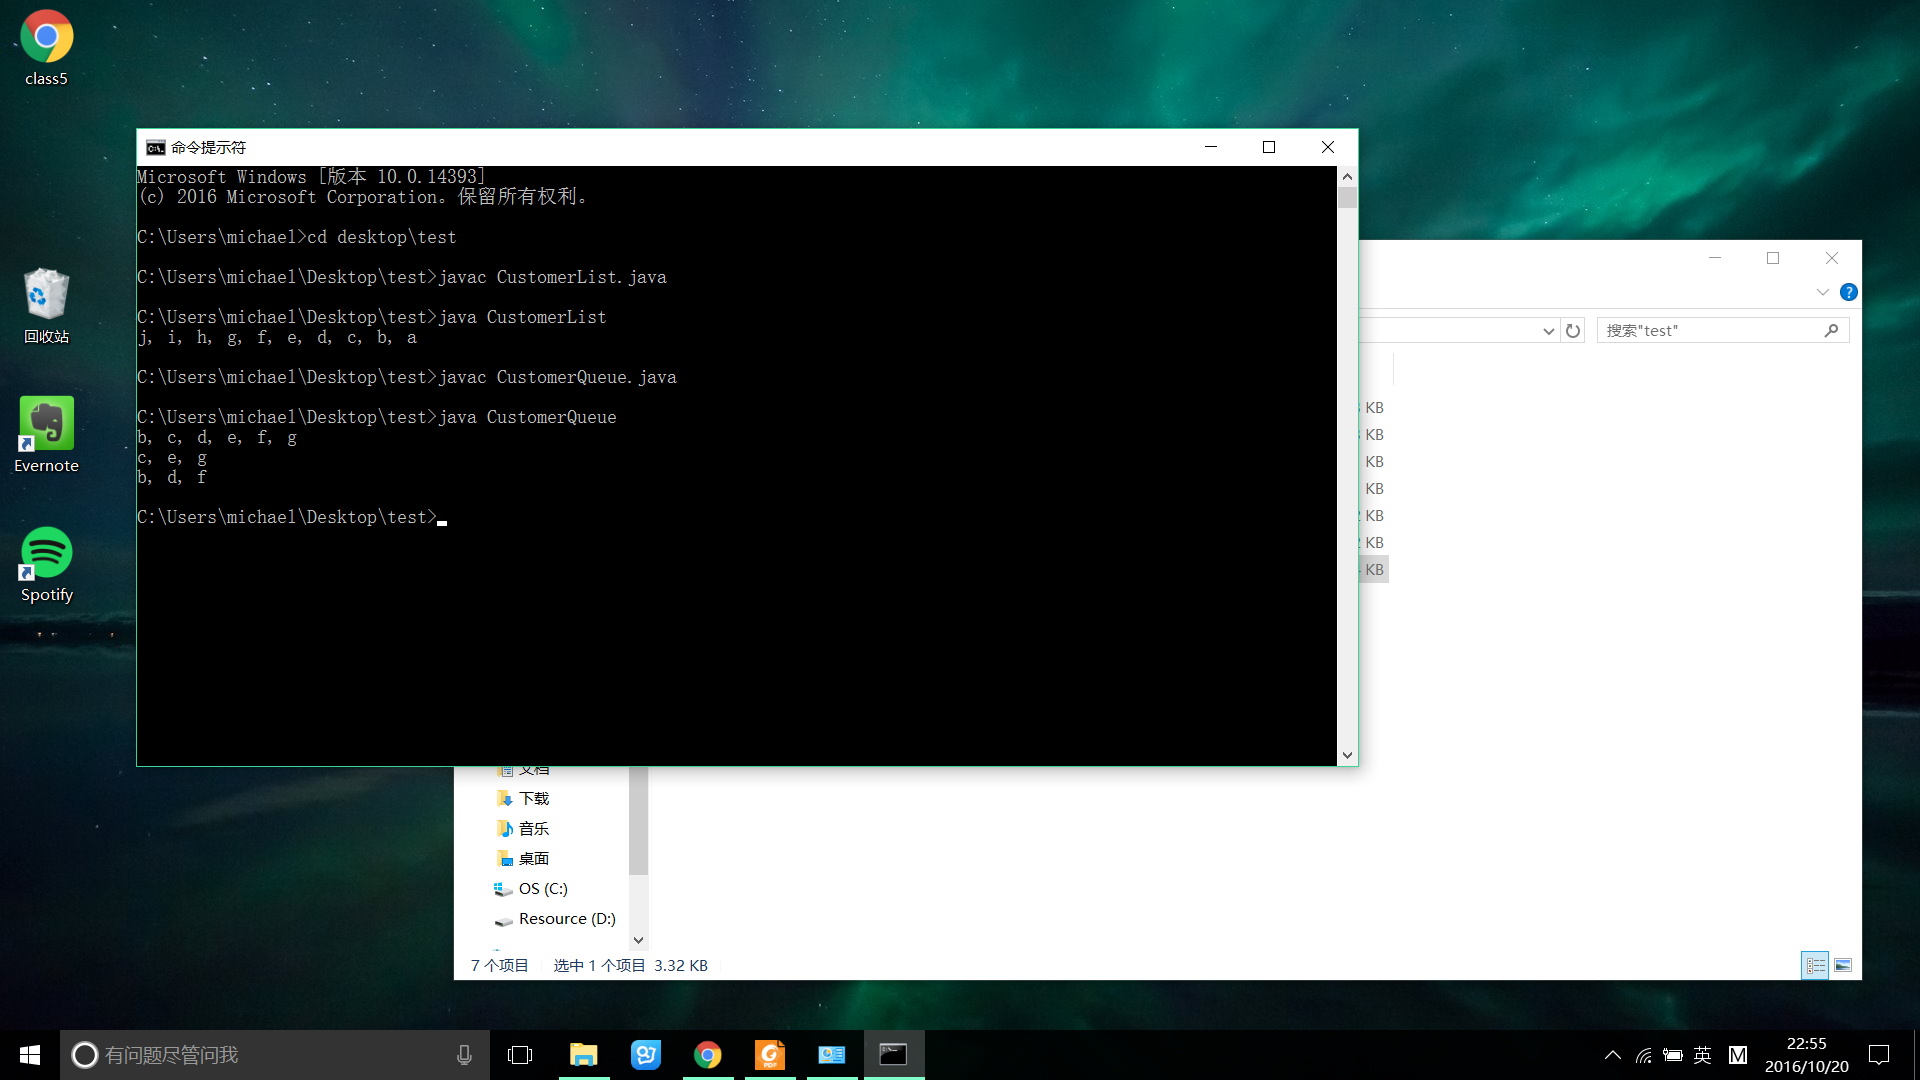 class5
回收站
Evernote
Spotify
命令提示符
Microsoft Windows [版本 10.0.14393]
(c) 2016 Microsoft Corporation。保留所有权利。
C:\Users\michael>cd desktop\test
C:\Users\michael\Desktop\test>javac CustomerList.java
C:\Users\michael\Desktop\test>java CustomerList
j, i, h, g, f, e, d, c, b, a
C:\Users\michael\Desktop\test>javac CustomerQueue.java
C:\Users\michael\Desktop\test>java CustomerQueue
b, c, d, e, f, g
c, e, g
b, d, f
C:\Users\michael\Desktop\test>
搜索"test"
KB
KB
KB
KB
KB
KB
KB
文档
下载
音乐
桌面
OS (C:)
Resource (D:)
7 个项目 选中 1 个项目 3.32 KB
有问题尽管问我
英
M
22:55
2016/10/20